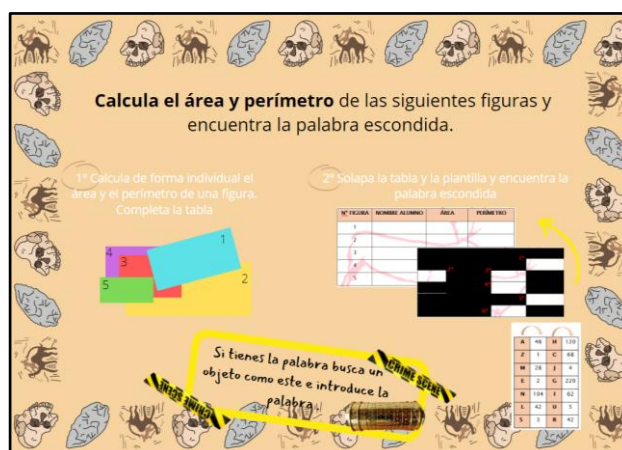 Calcula el área y perímetro de las siguientes figuras y
encuentra la palabra escondida.
1º Calcula de forma individual el
área y el perímetro de una figura.
Completa la tabla
2º Solapa la tabla y la plantilla y encuentra la
palabra escondida
Nº FIGURA NOMBRE ALUMNO ÁREA PERÍMETRO
1
2
3
4
5
1
4
3
2
5
Si tienes la palabra busca un
objeto como este e introduce la
palabra
CRIME SCENE
CRIME SCENE
A 46 H 120
Z 1 C 68
M 28 J 4
E 2 G 220
N 104 I 62
L 42 U 5
S 3 R 42